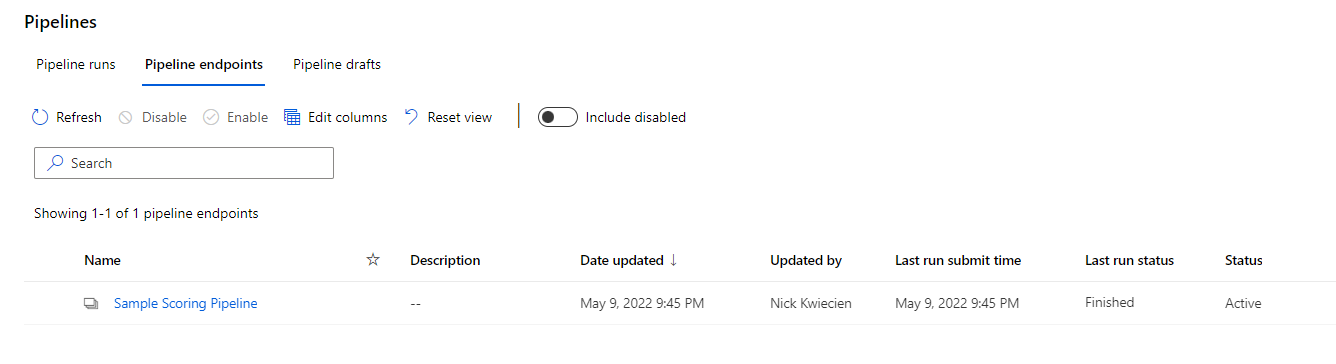 Pipelines
Pipeline runs Pipeline endpoints Pipeline drafts
Refresh Disable Enable Edit columns Reset view Include disabled
Search
Showing 1-1 of 1 pipeline endpoints
Name Description Date updated ↓ Updated by Last run submit time Last run status Status
Sample Scoring Pipeline -- May 9, 2022 9:45 PM Nick Kwiecien May 9, 2022 9:45 PM Finished Active